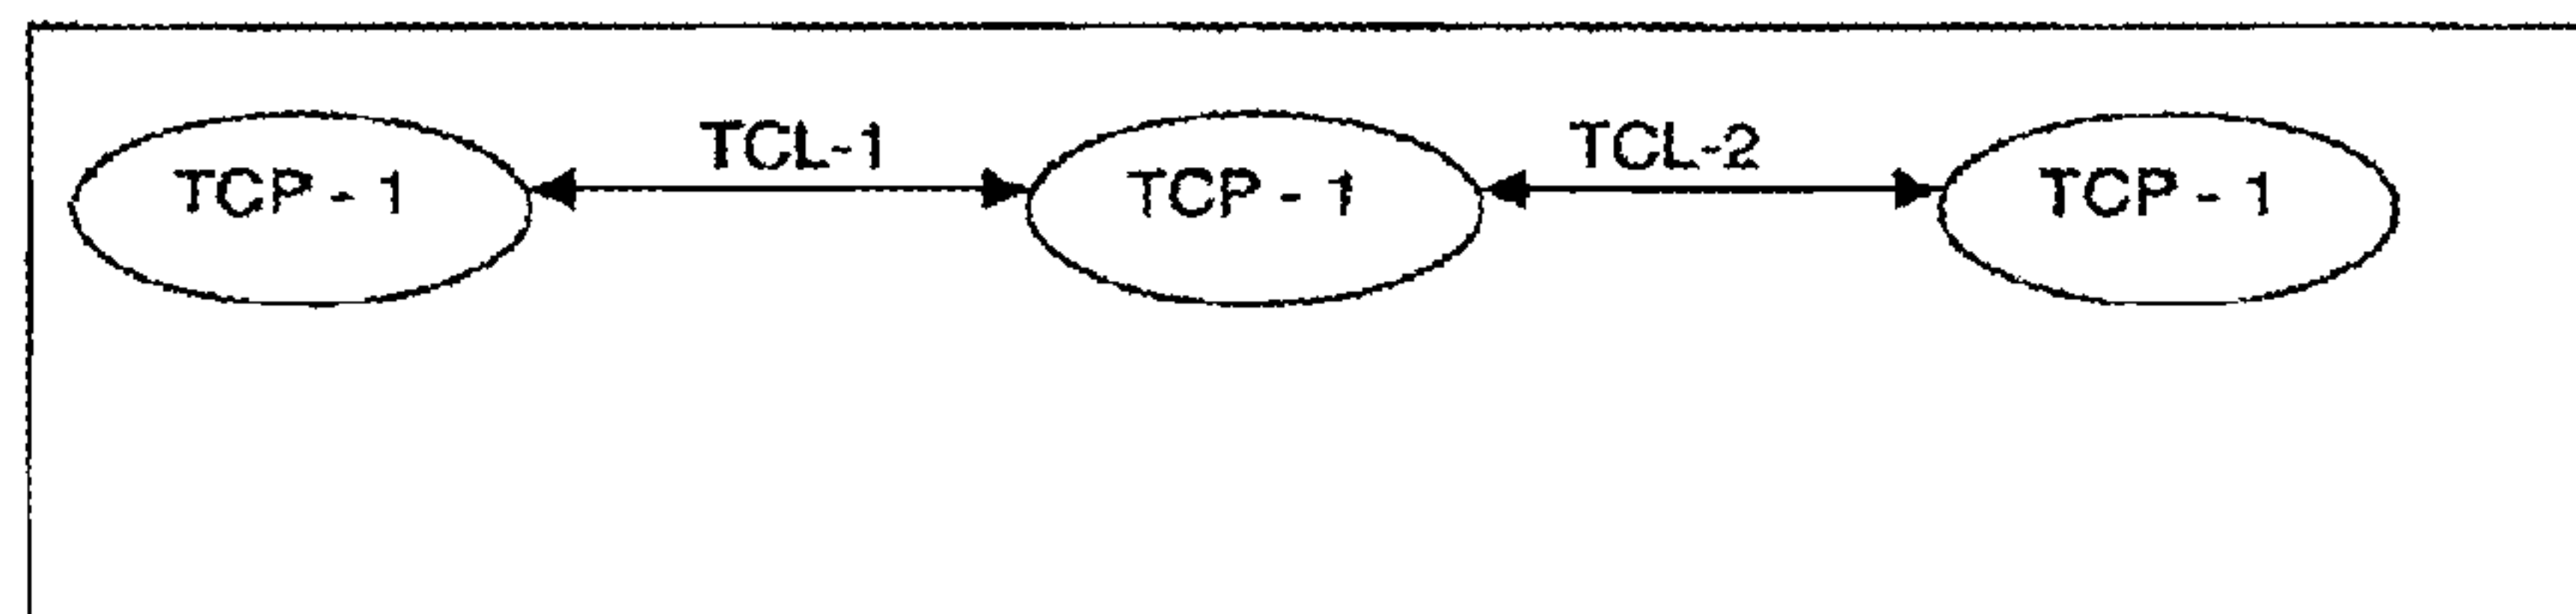 TCL-1 TCL-2
TCP - 1 TCP - 1 TCP - 1